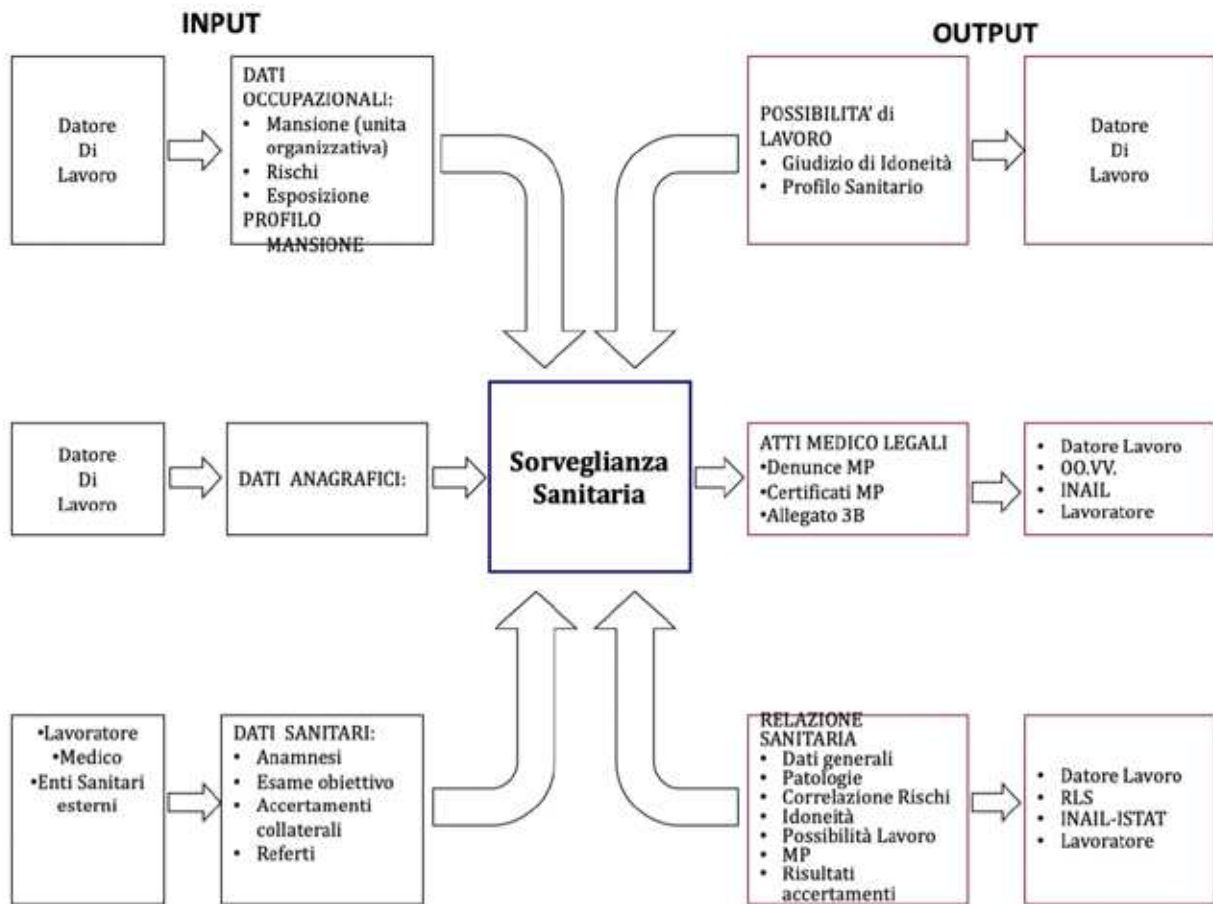 INPUT
OUTPUT
Datore
Di
Lavoro
DATI
OCCUPAZIONALI:
• Mansione (unita
organizzativa)
• Rischi
• Esposizione
PROFILO
MANSIONE
POSSIBILITA' di
LAVORO
• Giudizio di Idoneità
• Profilo Sanitario
Datore
Di
Lavoro
Datore
Di
Lavoro
DATI ANAGRAFICI:
Sorveglianza
Sanitaria
ATTI MEDICO LEGALI
•Denunce MP
•Certificati MP
•Allegato 3B
• Datore Lavoro
• OO.VV.
• INAIL
• Lavoratore
•Lavoratore
•Medico
•Enti Sanitari
esterni
DATI SANITARI:
• Anamnesi
• Esame obiettivo
• Accertamenti
collaterali
• Referti
RELAZIONE
SANITARIA
• Dati generali
• Patologie
• Correlazione Rischi
• Idoneità
• Possibilità Lavoro
• MP
• Risultati
accertamenti
• Datore Lavoro
• RLS
• INAIL-ISTAT
• Lavoratore